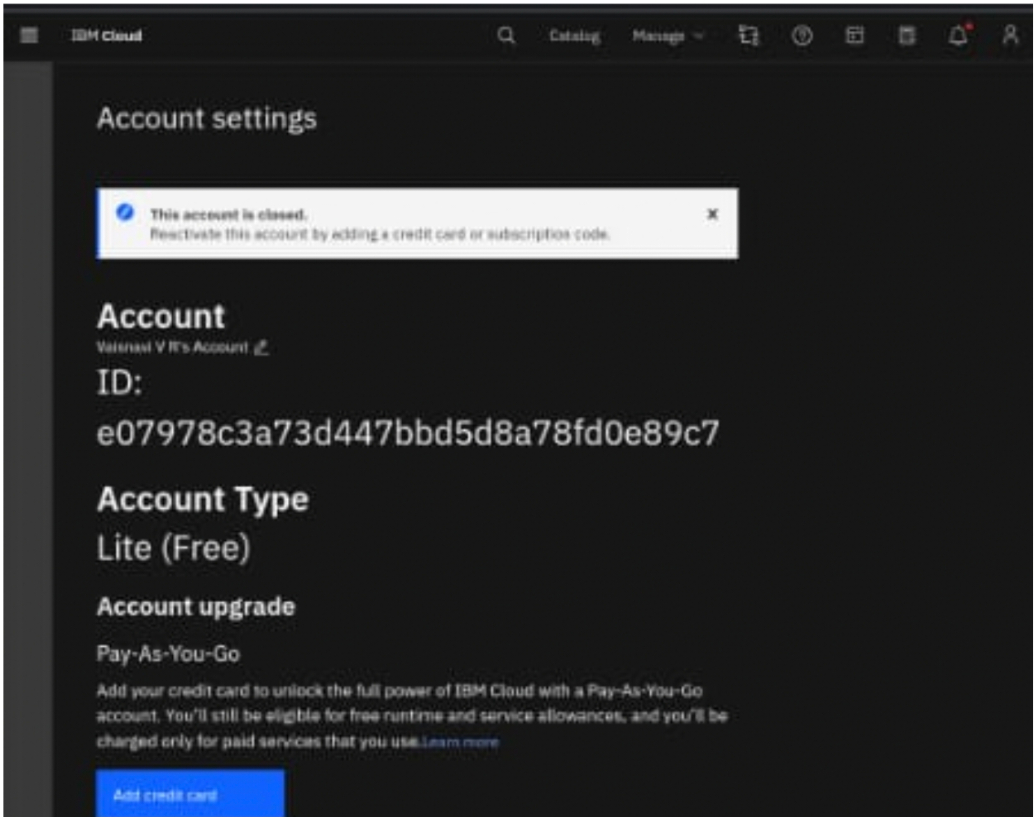 IBM Cloud
Catalog
Manage
Account settings
This account is closed.
Reactivate this account by adding a credit card or subscription code.
Account
Vaisnavi V R's Account
ID:
e07978c3a73d447bbd5d8a78fd0e89c7
Account Type
Lite (Free)
Account upgrade
Pay-As-You-Go
Add your credit card to unlock the full power of IBM Cloud with a Pay-As-You-Go
account. You'll still be eligible for free runtime and service allowances, and you'll be
charged only for paid services that you use.Learn more
Add credit card